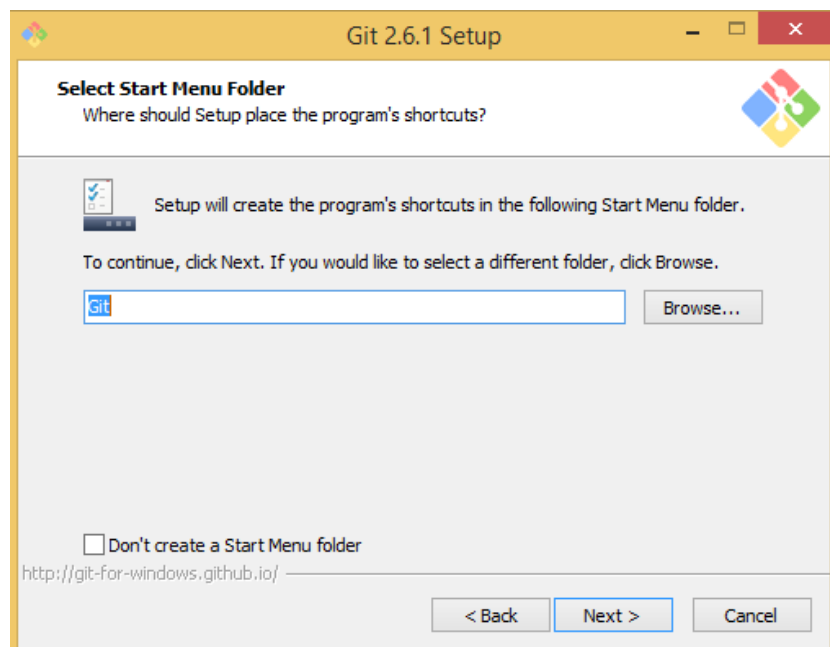 Git 2.6.1 Setup
Select Start Menu Folder
Where should Setup place the program's shortcuts?
Setup will create the program's shortcuts in the following Start Menu folder.
To continue, click Next. If you would like to select a different folder, click Browse.
Git
Browse...
Don't create a Start Menu folder
http://git-for-windows.github.io/
< Back
Next >
Cancel